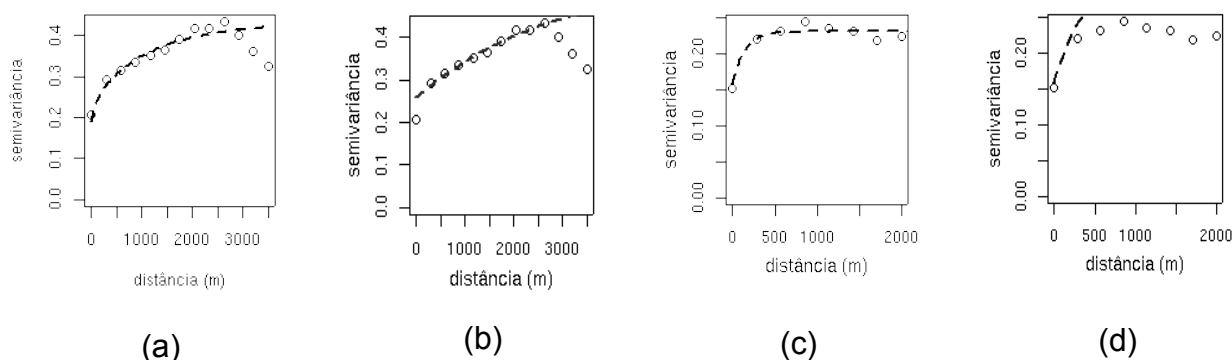 semivariância
0.0 0.1 0.2 0.3 0.4
0 1000 2000 3000
distância (m)
(a)
semivariância
0.0 0.1 0.2 0.3 0.4
0 1000 2000 3000
distância (m)
(b)
semivariância
0.00 0.10 0.20
0 500 1000 2000
distância (m)
(c)
semivariância
0.00 0.10 0.20
0 500 1000 2000
distância (m)
(d)